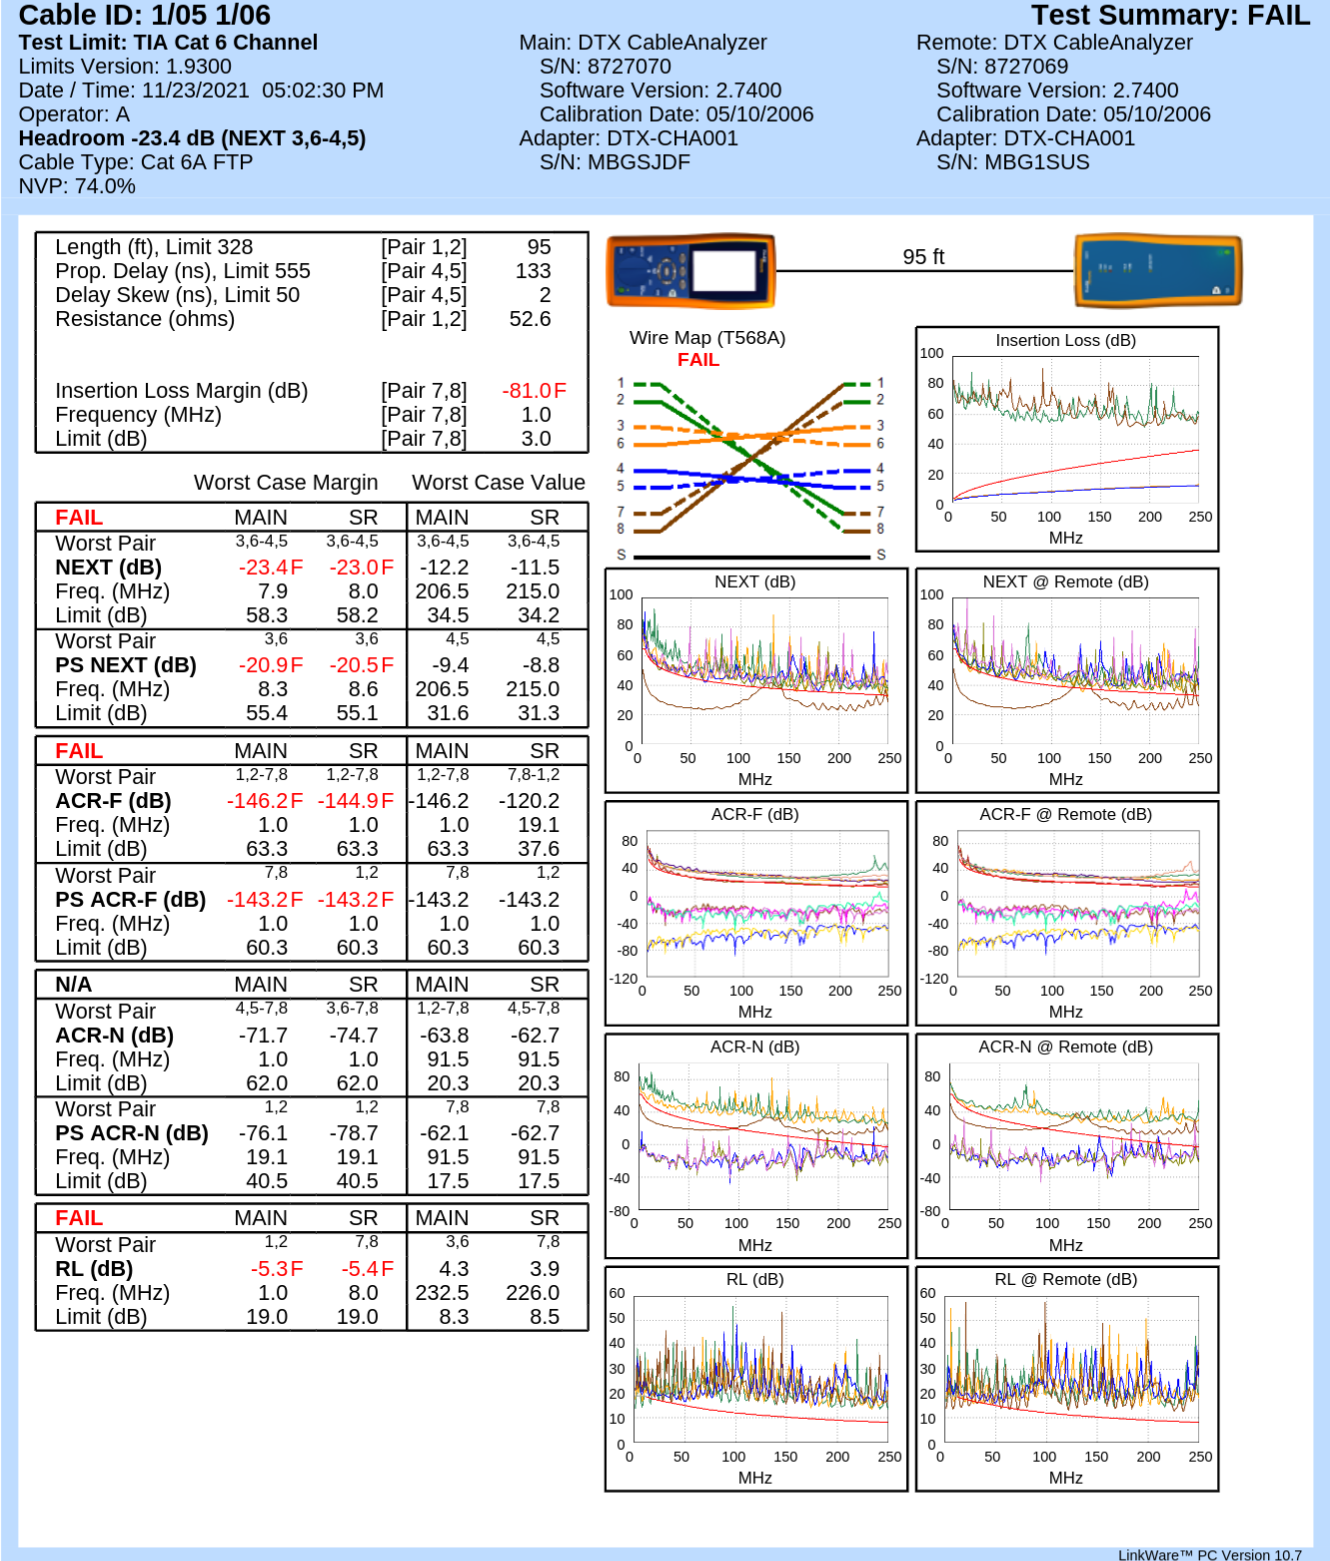 Cable ID: 1/05 1/06
Test Summary: FAIL
Test Limit: TIA Cat 6 Channel
Limits Version: 1.9300
Date / Time: 11/23/2021 05:02:30 PM
Operator: A
Headroom -23.4 dB (NEXT 3,6-4,5)
Cable Type: Cat 6A FTP
NVP: 74.0%
Main: DTX CableAnalyzer
S/N: 8727070
Software Version: 2.7400
Calibration Date: 05/10/2006
Adapter: DTX-CHA001
S/N: MBGSJDF
Remote: DTX CableAnalyzer
S/N: 8727069
Software Version: 2.7400
Calibration Date: 05/10/2006
Adapter: DTX-CHA001
S/N: MBG1SUS
Length (ft), Limit 328 [Pair 1,2] 95
Prop. Delay (ns), Limit 555 [Pair 4,5] 133
Delay Skew (ns), Limit 50 [Pair 4,5] 2
Resistance (ohms) [Pair 1,2] 52.6
Insertion Loss Margin (dB) [Pair 7,8] -81.0 F
Frequency (MHz) [Pair 7,8] 1.0
Limit (dB) [Pair 7,8] 3.0
Worst Case Margin Worst Case Value
FAIL MAIN SR MAIN SR
Worst Pair 3,6-4,5 3,6-4,5 3,6-4,5 3,6-4,5
NEXT (dB) -23.4 F -23.0 F -12.2 -11.5
Freq. (MHz) 7.9 8.0 206.5 215.0
Limit (dB) 58.3 58.2 34.5 34.2
Worst Pair 3,6 3,6 4,5 4,5
PS NEXT (dB) -20.9 F -20.5 F -9.4 -8.8
Freq. (MHz) 8.3 8.6 206.5 215.0
Limit (dB) 55.4 55.1 31.6 31.3
FAIL MAIN SR MAIN SR
Worst Pair 1,2-7,8 1,2-7,8 1,2-7,8 7,8-1,2
ACR-F (dB) -146.2 F -144.9 F -146.2 -120.2
Freq. (MHz) 1.0 1.0 1.0 19.1
Limit (dB) 63.3 63.3 63.3 37.6
Worst Pair 7,8 1,2 7,8 1,2
PS ACR-F (dB) -143.2 F -143.2 F -143.2 -143.2
Freq. (MHz) 1.0 1.0 1.0 1.0
Limit (dB) 60.3 60.3 60.3 60.3
N/A MAIN SR MAIN SR
Worst Pair 4,5-7,8 3,6-7,8 1,2-7,8 4,5-7,8
ACR-N (dB) -71.7 -74.7 -63.8 -62.7
Freq. (MHz) 1.0 1.0 91.5 91.5
Limit (dB) 62.0 62.0 20.3 20.3
Worst Pair 1,2 1,2 7,8 7,8
PS ACR-N (dB) -76.1 -78.7 -62.1 -62.7
Freq. (MHz) 19.1 19.1 91.5 91.5
Limit (dB) 40.5 40.5 17.5 17.5
FAIL MAIN SR MAIN SR
Worst Pair 1,2 7,8 3,6 7,8
RL (dB) -5.3 F -5.4 F 4.3 3.9
Freq. (MHz) 1.0 8.0 232.5 226.0
Limit (dB) 19.0 19.0 8.3 8.5
95 ft
Wire Map (T568A)
FAIL
1 1
2 2
3 3
6 6
4 4
5 5
7 7
8 8
S S
Insertion Loss (dB)
100
80
60
40
20
0
0 50 100 150 200 250
MHz
NEXT (dB)
100
80
60
40
20
0
0 50 100 150 200 250
MHz
NEXT @ Remote (dB)
100
80
60
40
20
0
0 50 100 150 200 250
MHz
ACR-F (dB)
80
40
0
-40
-80
-120
0 50 100 150 200 250
MHz
ACR-F @ Remote (dB)
80
40
0
-40
-80
-120
0 50 100 150 200 250
MHz
ACR-N (dB)
80
40
0
-40
-80
0 50 100 150 200 250
MHz
ACR-N @ Remote (dB)
80
40
0
-40
-80
0 50 100 150 200 250
MHz
RL (dB)
60
50
40
30
20
10
0
0 50 100 150 200 250
MHz
RL @ Remote (dB)
60
50
40
30
20
10
0
0 50 100 150 200 250
MHz
LinkWare™ PC Version 10.7